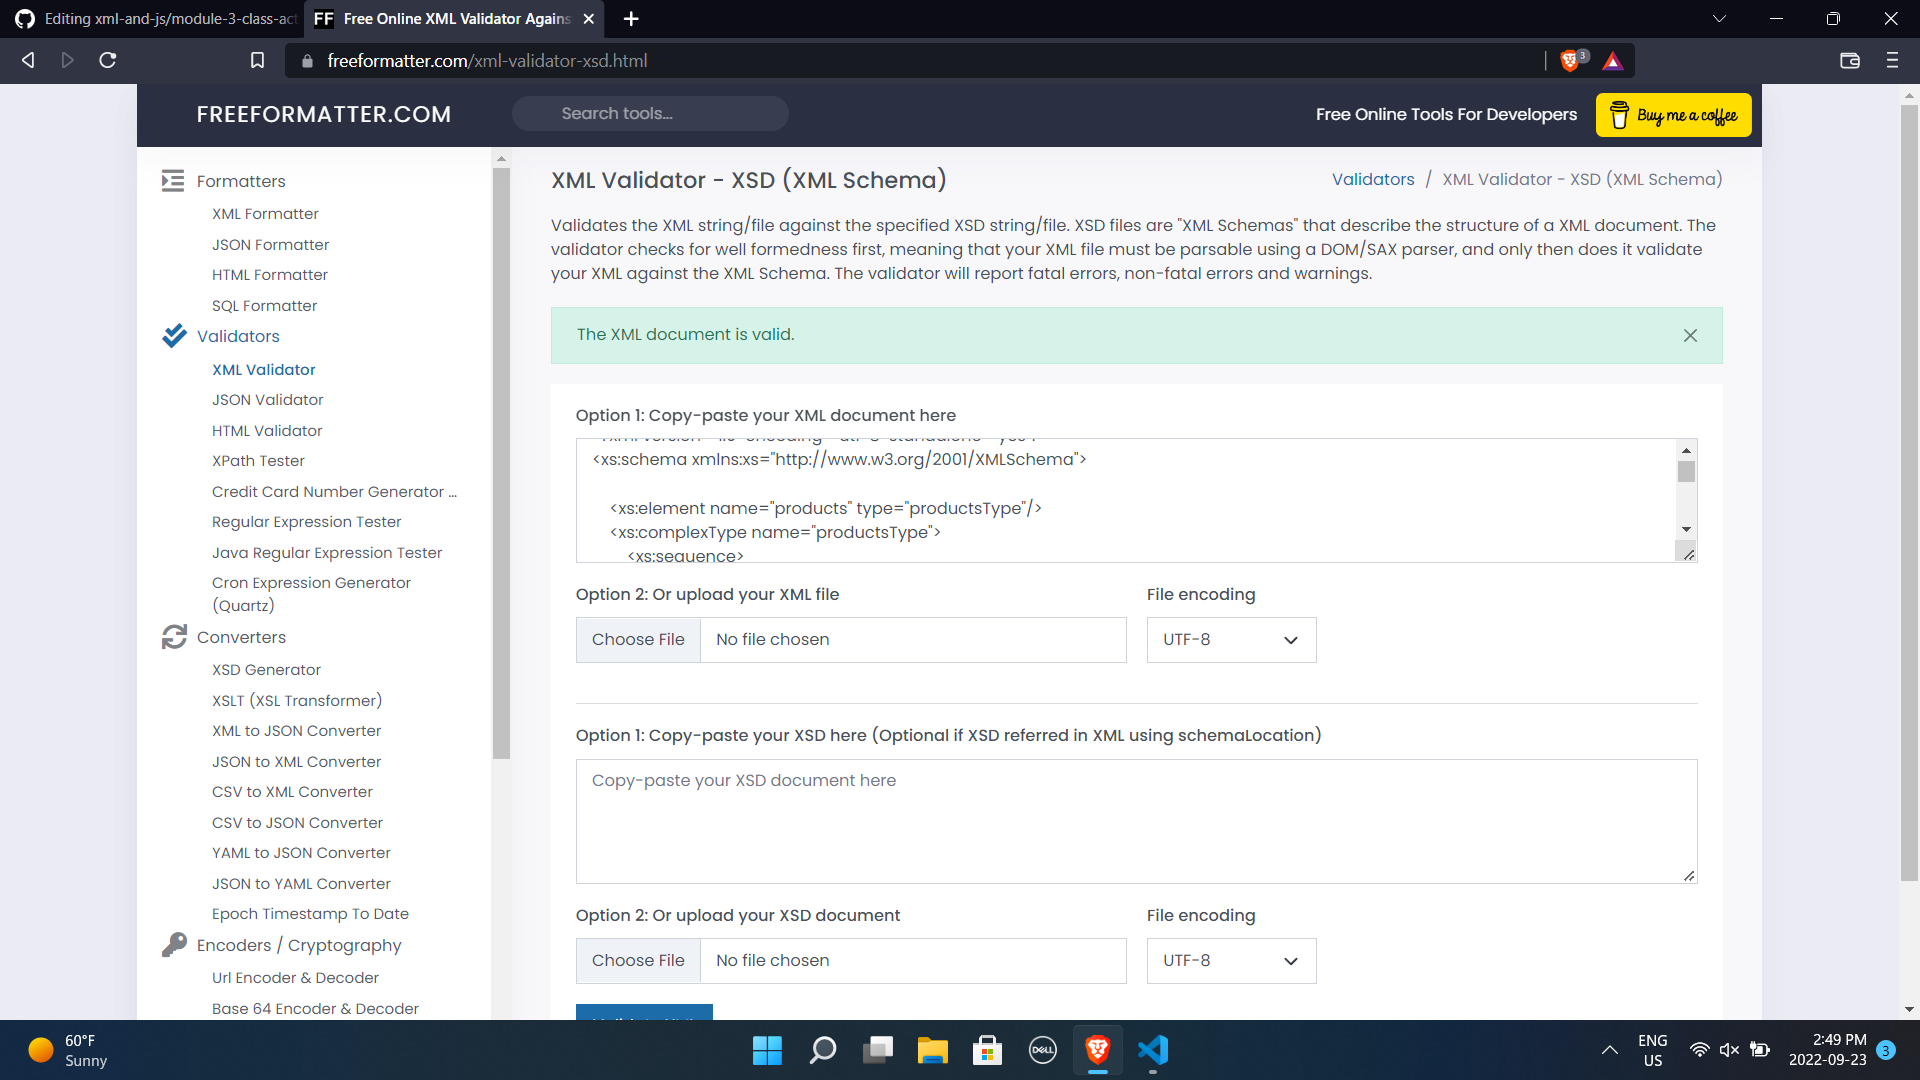 Editing xml-and-js/module-3-class-act
FF Free Online XML Validator Agains
freeformatter.com/xml-validator-xsd.html
3
FREEFORMATTER.COM
Search tools...
Free Online Tools For Developers
Buy me a coffee
Formatters
XML Formatter
JSON Formatter
HTML Formatter
SQL Formatter
Validators
XML Validator
JSON Validator
HTML Validator
XPath Tester
Credit Card Number Generator ...
Regular Expression Tester
Java Regular Expression Tester
Cron Expression Generator
(Quartz)
Converters
XSD Generator
XSLT (XSL Transformer)
XML to JSON Converter
JSON to XML Converter
CSV to XML Converter
CSV to JSON Converter
YAML to JSON Converter
JSON to YAML Converter
Epoch Timestamp To Date
Encoders / Cryptography
Url Encoder & Decoder
Base 64 Encoder & Decoder
XML Validator - XSD (XML Schema)
Validators / XML Validator - XSD (XML Schema)
Validates the XML string/file against the specified XSD string/file. XSD files are "XML Schemas" that describe the structure of a XML document. The
validator checks for well formedness first, meaning that your XML file must be parsable using a DOM/SAX parser, and only then does it validate
your XML against the XML Schema. The validator will report fatal errors, non-fatal errors and warnings.
The XML document is valid.
Option 1: Copy-paste your XML document here
<xs:schema xmlns:xs="http://www.w3.org/2001/XMLSchema">
<xs:element name="products" type="productsType"/>
<xs:complexType name="productsType">
<xs:sequence>
Option 2: Or upload your XML file
File encoding
Choose File No file chosen
UTF-8
Option 1: Copy-paste your XSD here (Optional if XSD referred in XML using schemaLocation)
Copy-paste your XSD document here
Option 2: Or upload your XSD document
File encoding
Choose File No file chosen
UTF-8
60°F
Sunny
DELL
ENG
US
2:49 PM
2022-09-23
3